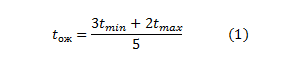 t_ож = (3t_min + 2t_max) / 5 (1)